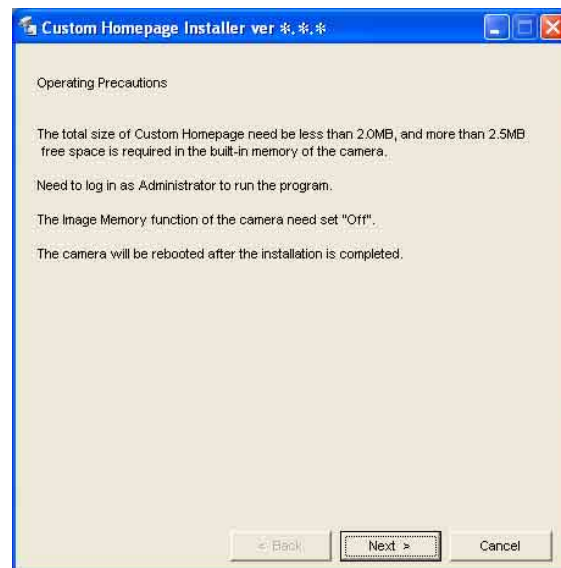 Custom Homepage Installer ver *.*.*
Operating Precautions
The total size of Custom Homepage need be less than 2.0MB, and more than 2.5MB
free space is required in the built-in memory of the camera.
Need to log in as Administrator to run the program.
The Image Memory function of the camera need set "Off".
The camera will be rebooted after the installation is completed.
< Back Next > Cancel